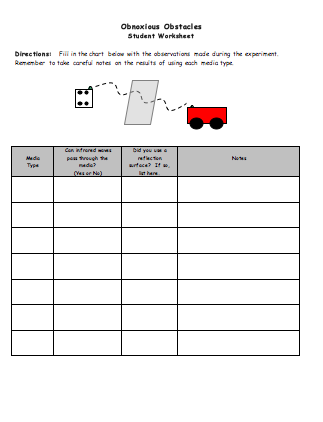 Obnoxious Obstacles
Student Worksheet
Directions: Fill in the chart below with the observations made during the experiment.
Remember to take careful notes on the results of using each media type.
Media
Type
Can infrared waves
pass through the
media?
(Yes or No)
Did you use a
reflection
surface? If so,
list here.
Notes